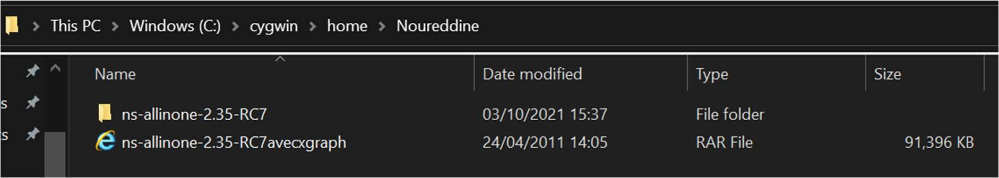 This PC > Windows (C:) > cygwin > home > Noureddine
Name Date modified Type Size
s ns-allinone-2.35-RC7 03/10/2021 15:37 File folder
ts ns-allinone-2.35-RC7avecxgraph 24/04/2011 14:05 RAR File 91,396 KB